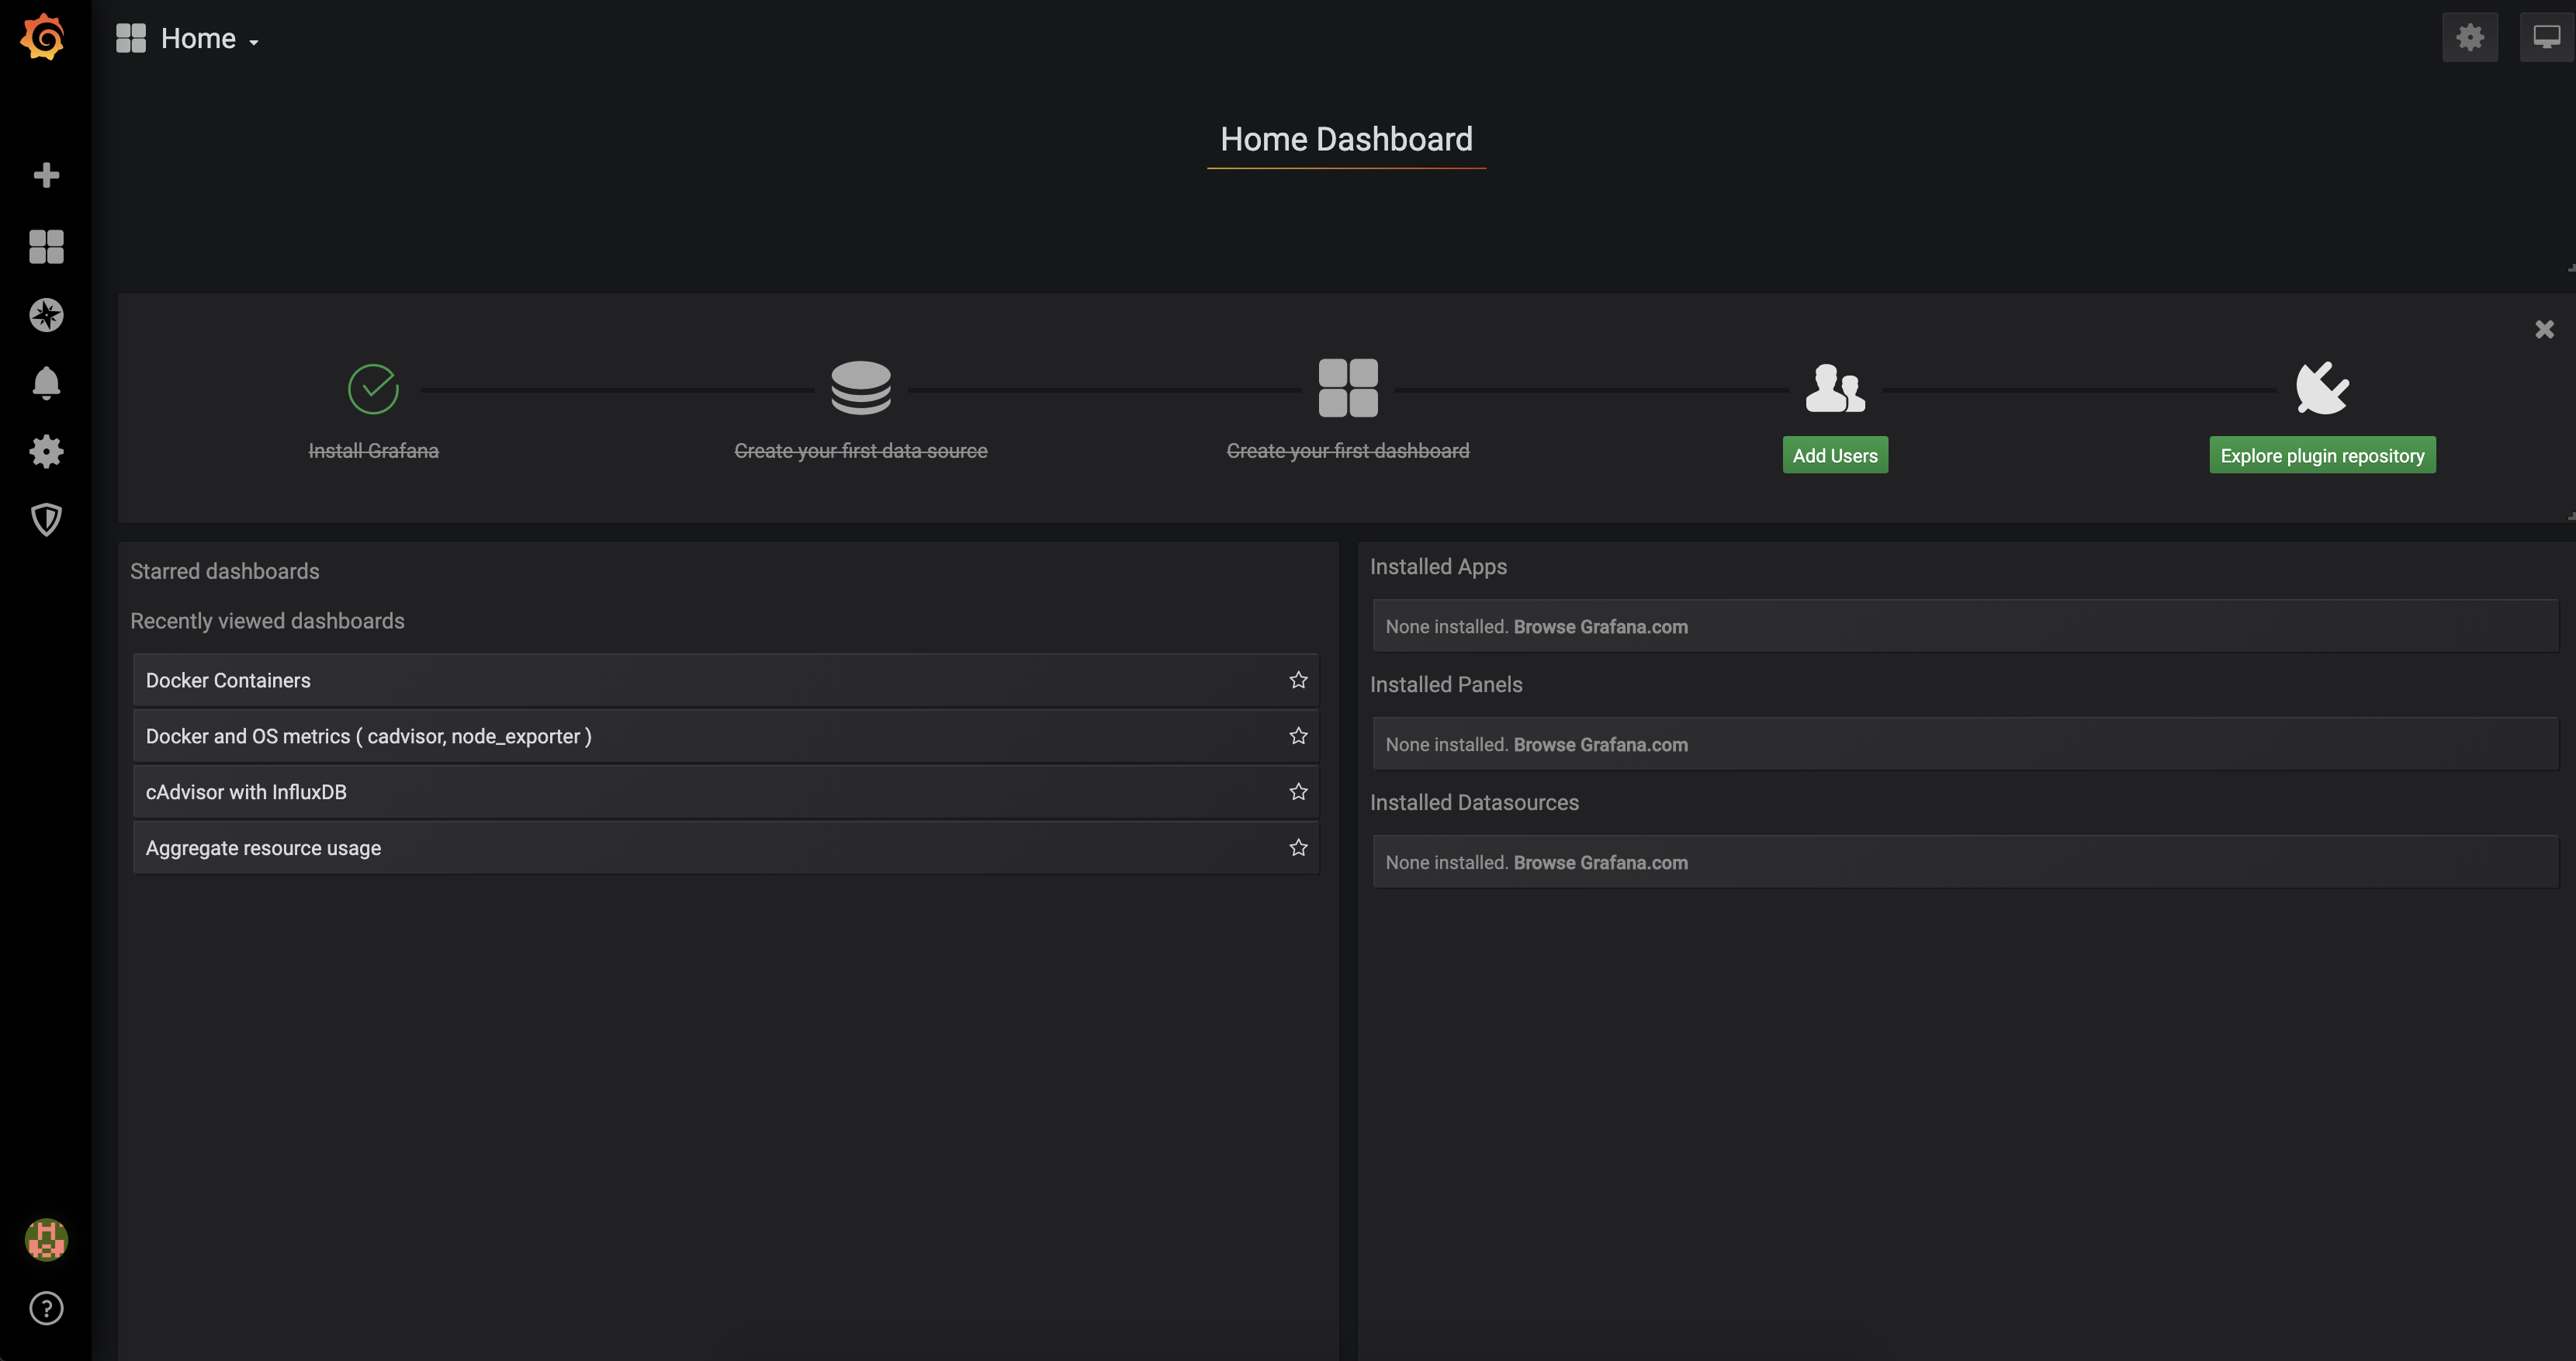 Home
Home Dashboard
Install Grafana
Create your first data source
Create your first dashboard
Add Users
Explore plugin repository
Starred dashboards
Recently viewed dashboards
Docker Containers
Docker and OS metrics ( cadvisor, node_exporter )
cAdvisor with InfluxDB
Aggregate resource usage
Installed Apps
None installed. Browse Grafana.com
Installed Panels
None installed. Browse Grafana.com
Installed Datasources
None installed. Browse Grafana.com
?